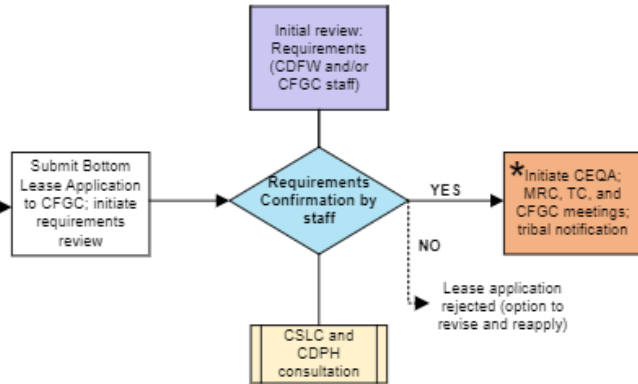 Initial review:
Requirements
(CDFW and/or
CFGC staff)
Submit Bottom
Lease Application
to CFGC; initiate
requirements
review
Requirements
Confirmation by
staff
YES
*Initiate CEQA;
MRC, TC, and
CFGC meetings;
tribal notification
NO
Lease application
rejected (option to
revise and reapply)
CSLC and
CDPH
consultation